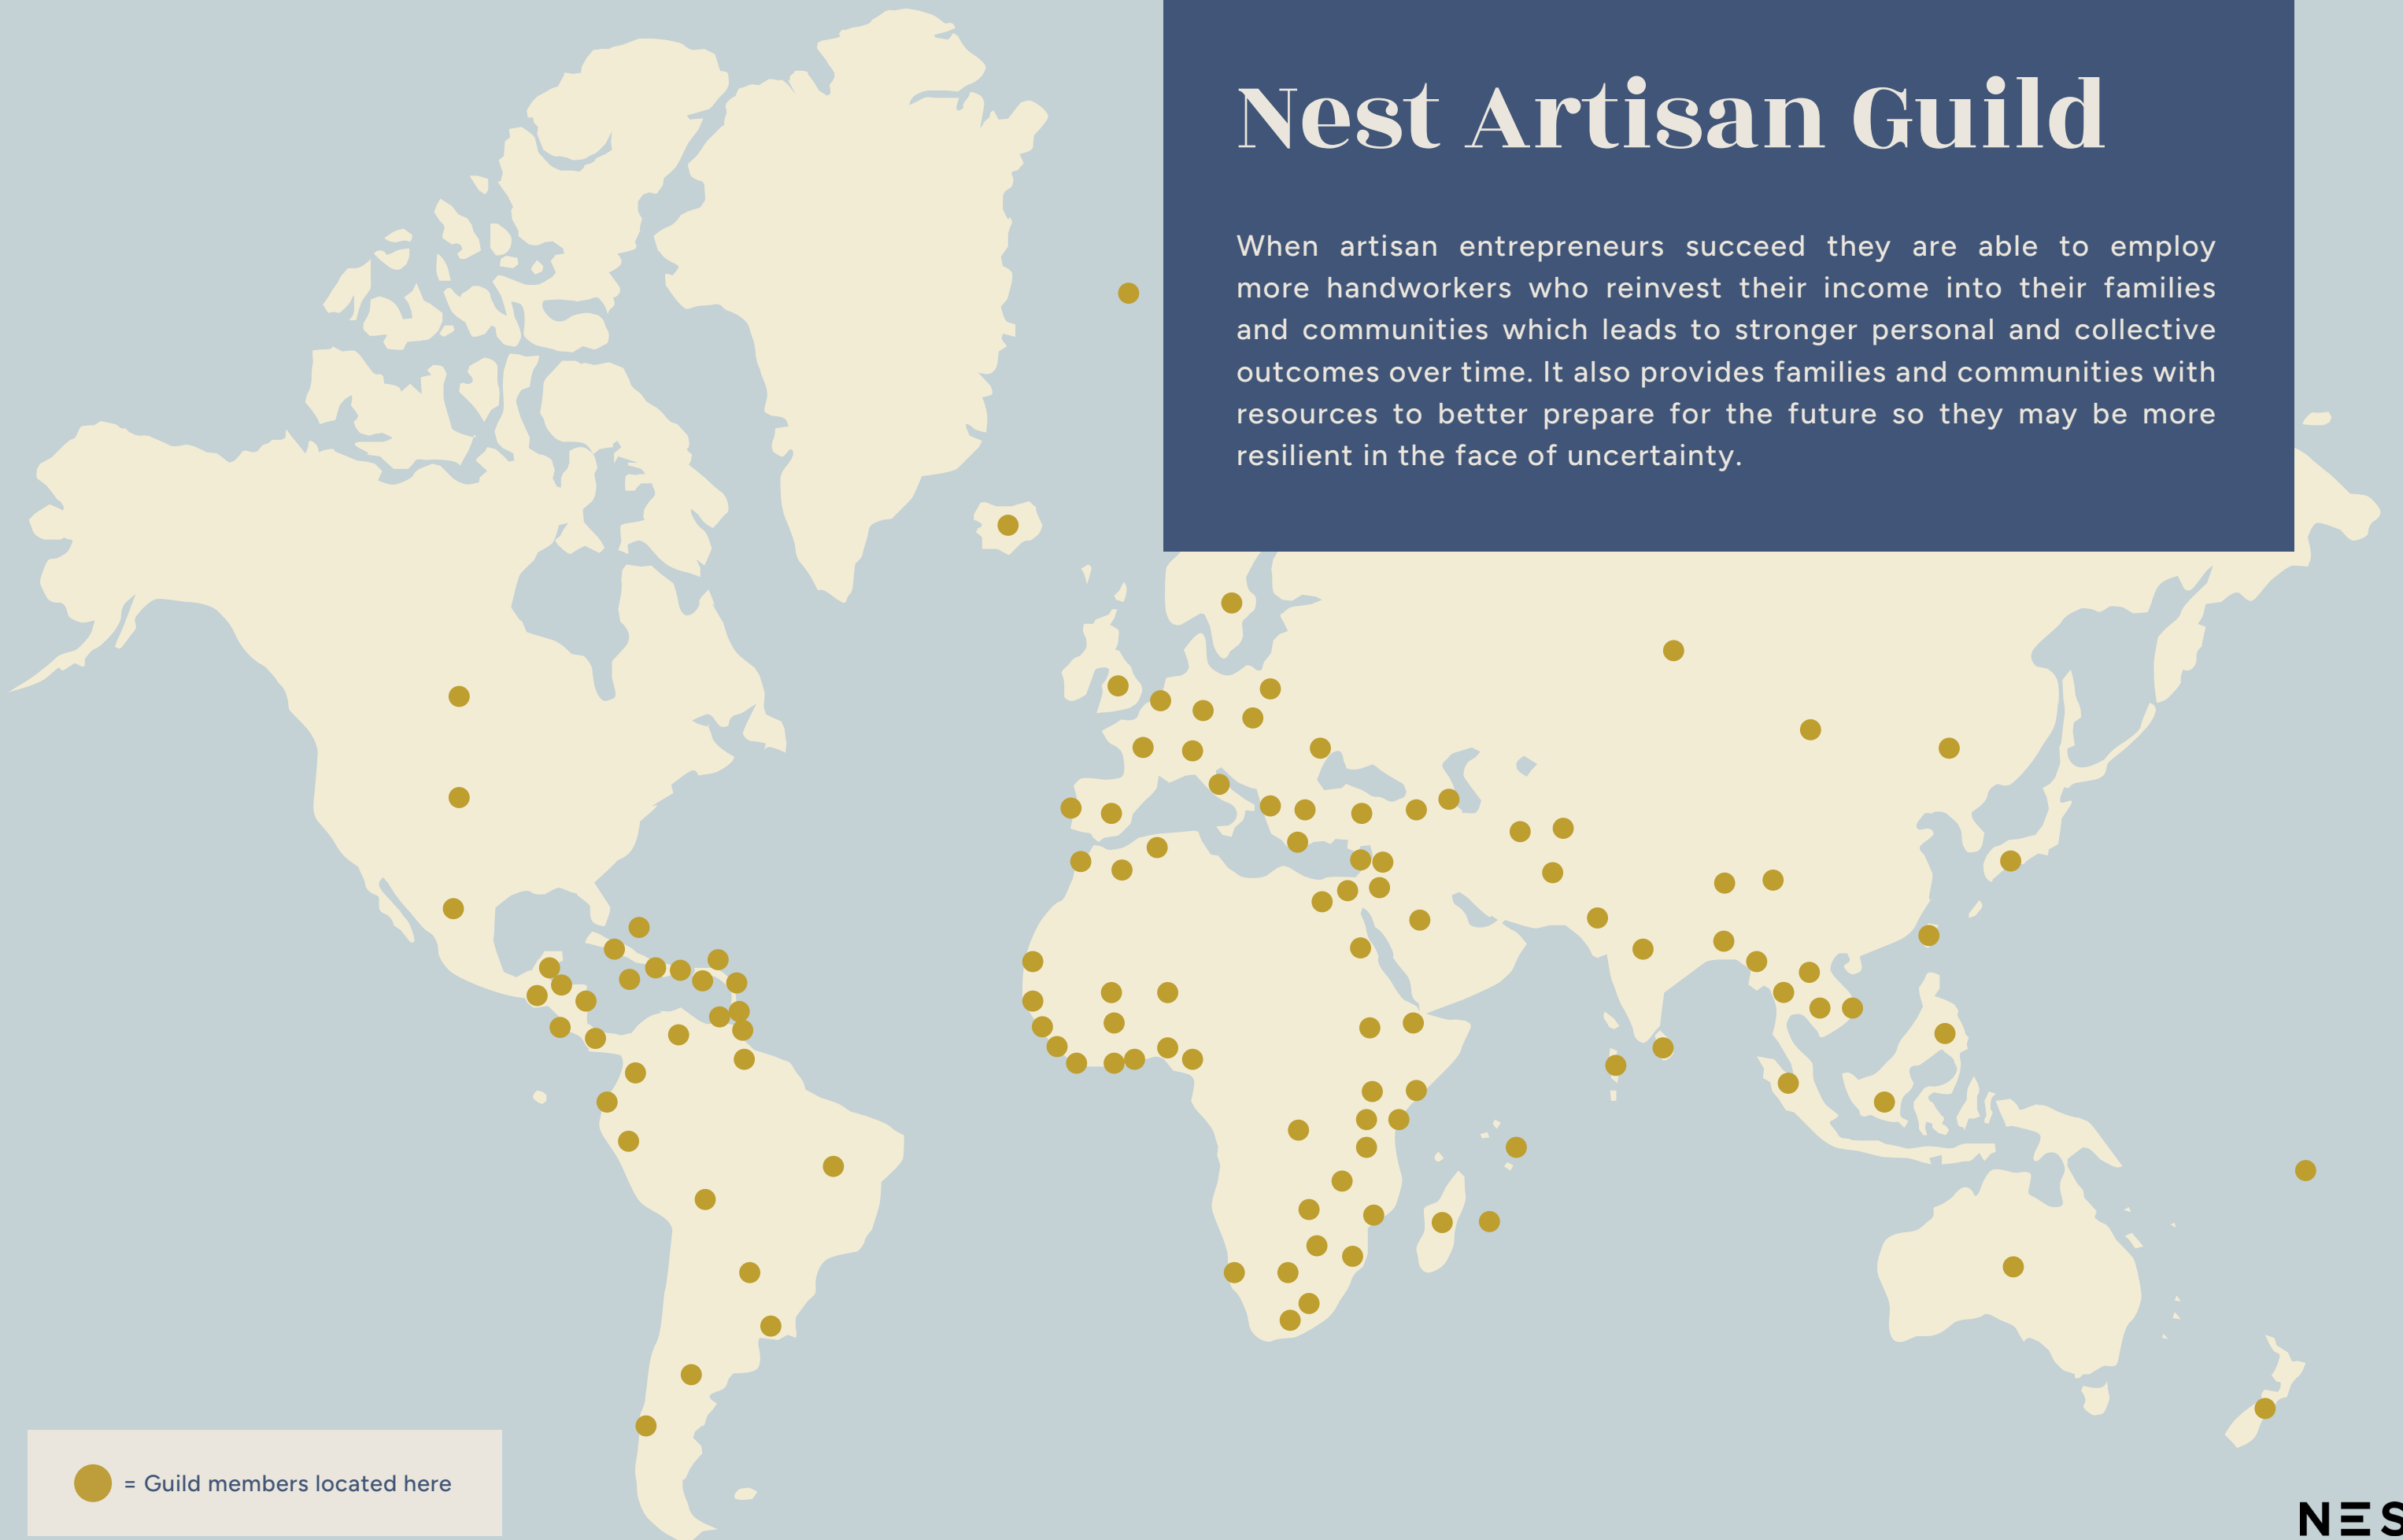 Nest Artisan Guild
When artisan entrepreneurs succeed they are able to employ
more handworkers who reinvest their income into their families
and communities which leads to stronger personal and collective
outcomes over time. It also provides families and communities with
resources to better prepare for the future so they may be more
resilient in the face of uncertainty.
= Guild members located here
NES